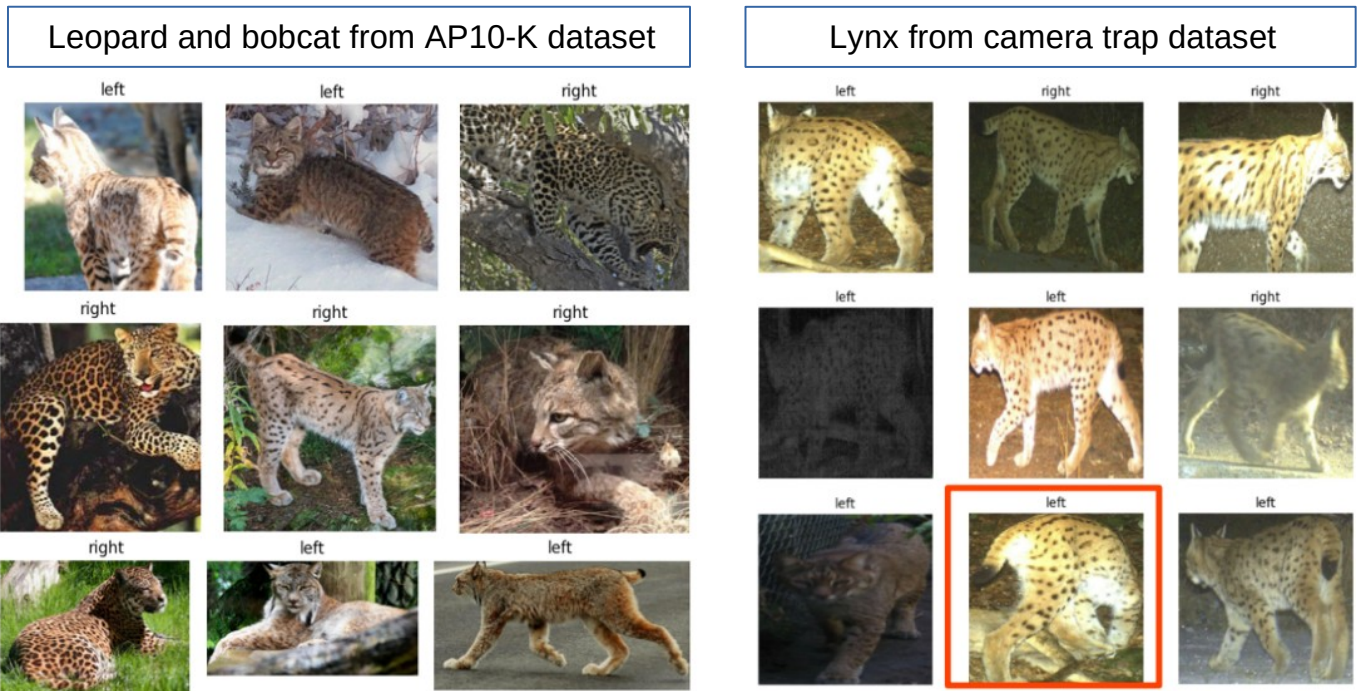 Leopard and bobcat from AP10-K dataset
Lynx from camera trap dataset
left left right
right right right
right left left
left right right
left left right
left left left